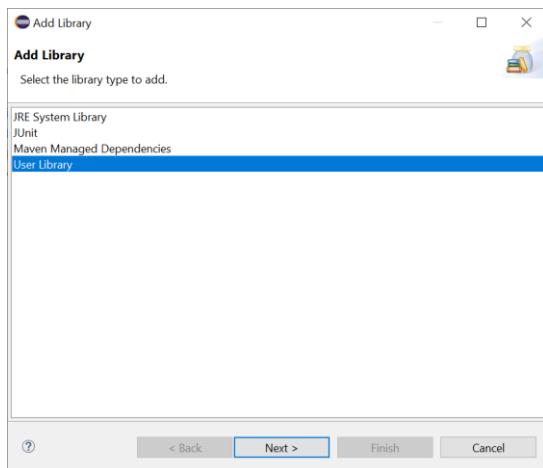 Add Library
Add Library
Select the library type to add.
JRE System Library
JUnit
Maven Managed Dependencies
User Library
? < Back Next > Finish Cancel